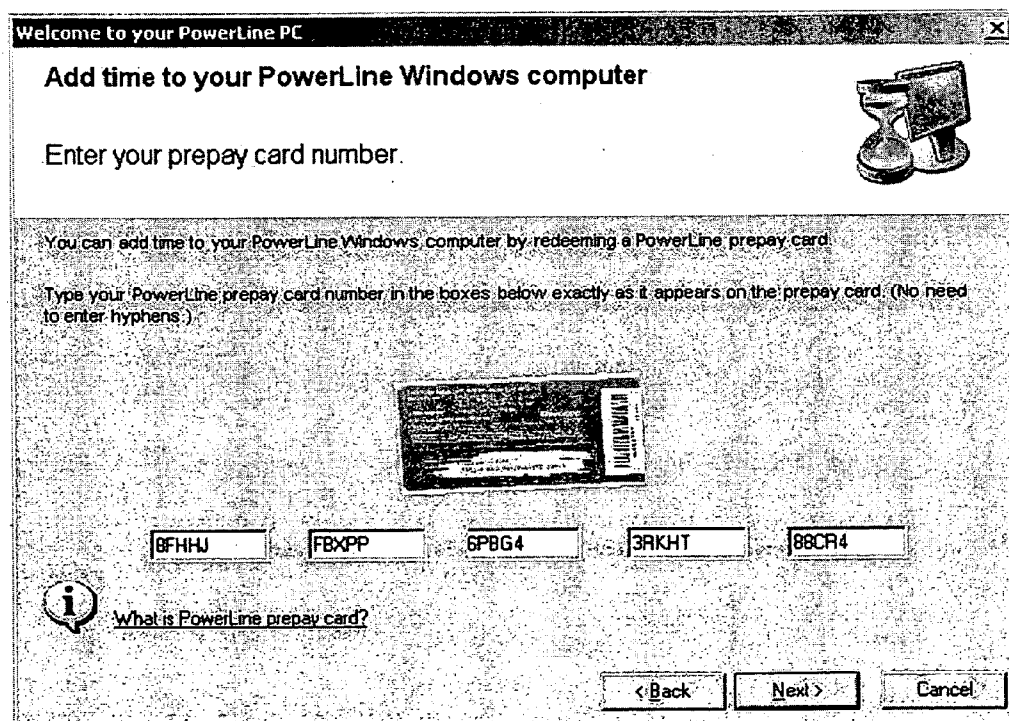 Welcome to your PowerLine PC
Add time to your PowerLine Windows computer
Enter your prepay card number.
You can add time to your PowerLine Windows computer by redeeming a PowerLine prepay card.
Type your PowerLine prepay card number in the boxes below exactly as it appears on the prepay card. (No need
to enter hyphens.)
8FHHJ FBXPP 6PBG4 3RKHT 88CR4
What is PowerLine prepay card?
< Back Next > Cancel